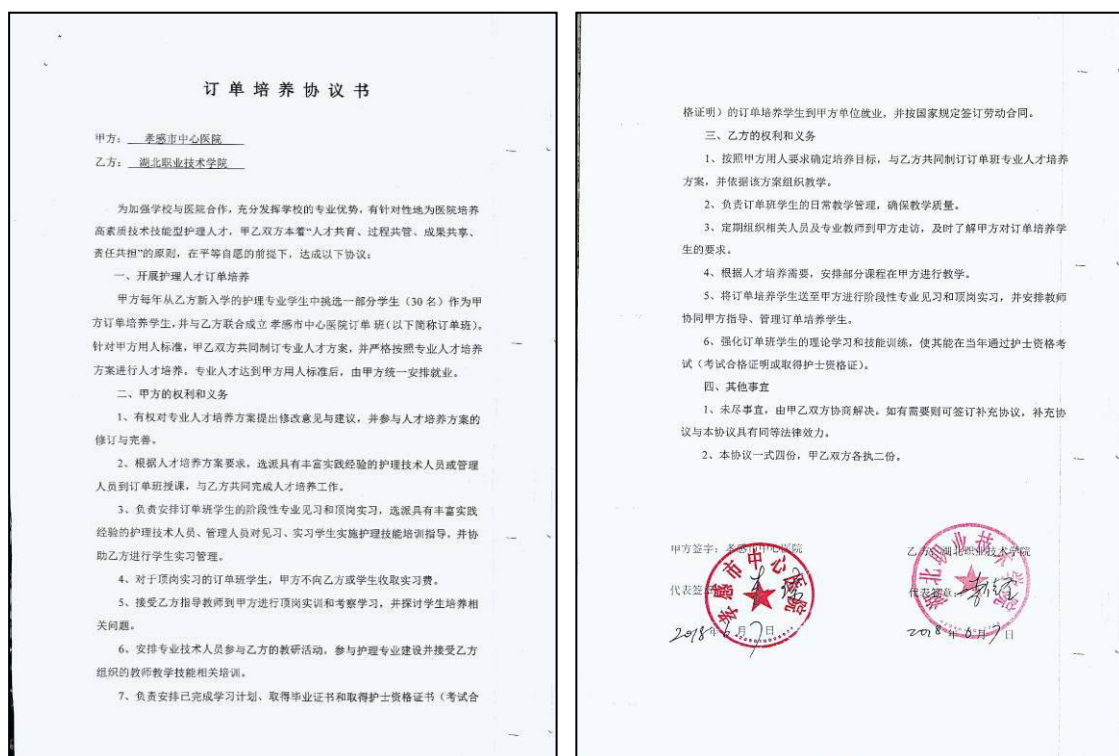 订单培养协议书
甲方： 孝感市中心医院
乙方： 湖北职业技术学院
为加强学校与医院合作，充分发挥学校的专业优势，有针对性地为医院培养
高素质技术技能型护理人才，甲乙双方本着“人才共育、过程共管、成果共享、
责任共担”的原则，在平等自愿的前提下，达成以下协议：
一、开展护理人才订单培养
甲方每年从乙方新入学的护理专业学生中挑选一部分学生（30 名）作为甲
方订单培养学生，并与乙方联合成立 孝感市中心医院订单 班（以下简称订单班）。
针对甲方用人标准，甲乙双方共同制订专业人才方案，并严格按照专业人才培养
方案进行人才培养。专业人才达到甲方用人标准后，由甲方统一安排就业。
二、甲方的权利和义务
1、有权对专业人才培养方案提出修改意见与建议，并参与人才培养方案的
修订与完善。
2、根据人才培养方案要求，选派具有丰富实践经验的护理技术人员或管理
人员到订单班授课，与乙方共同完成人才培养工作。
3、负责安排订单班学生的阶段性专业见习和顶岗实习，选派具有丰富实践
经验的护理技术人员、管理人员对见习、实习学生实施护理技能培训指导，并协
助乙方进行学生实习管理。
4、对于顶岗实习的订单班学生，甲方不向乙方或学生收取实习费。
5、接受乙方指导教师到甲方进行顶岗实训和考察学习，并探讨学生培养相
关问题。
6、安排专业技术人员参与乙方的教研活动，参与护理专业建设并接受乙方
组织的教师教学技能相关培训。
7、负责安排已完成学习计划、取得毕业证书和取得护士资格证书（考试合
格证明）的订单培养学生到甲方单位就业，并按国家规定签订劳动合同。
三、乙方的权利和义务
1、按照甲方用人要求确定培养目标，与乙方共同制订订单班专业人才培养
方案，并依据该方案组织教学。
2、负责订单班学生的日常教学管理，确保教学质量。
3、定期组织相关人员及专业教师到甲方走访，及时了解甲方对订单培养学
生的要求。
4、根据人才培养需要，安排部分课程在甲方进行教学。
5、将订单培养学生送至甲方进行阶段性专业见习和顶岗实习，并安排教师
协同甲方指导、管理订单培养学生。
6、强化订单班学生的理论学习和技能训练，使其能在当年通过护士资格考
试（考试合格证明或取得护士资格证）。
四、其他事宜
1、未尽事宜，由甲乙双方协商解决。如有需要则可签订补充协议，补充协
议与本协议具有同等法律效力。
2、本协议一式四份，甲乙双方各执二份。
甲方签字：孝感市中心医院
代表签
2018年6月7日
孝感市中心医院
乙方：湖北职业技术学院
代表签章：
2018年6月7日
湖北职业技术学院